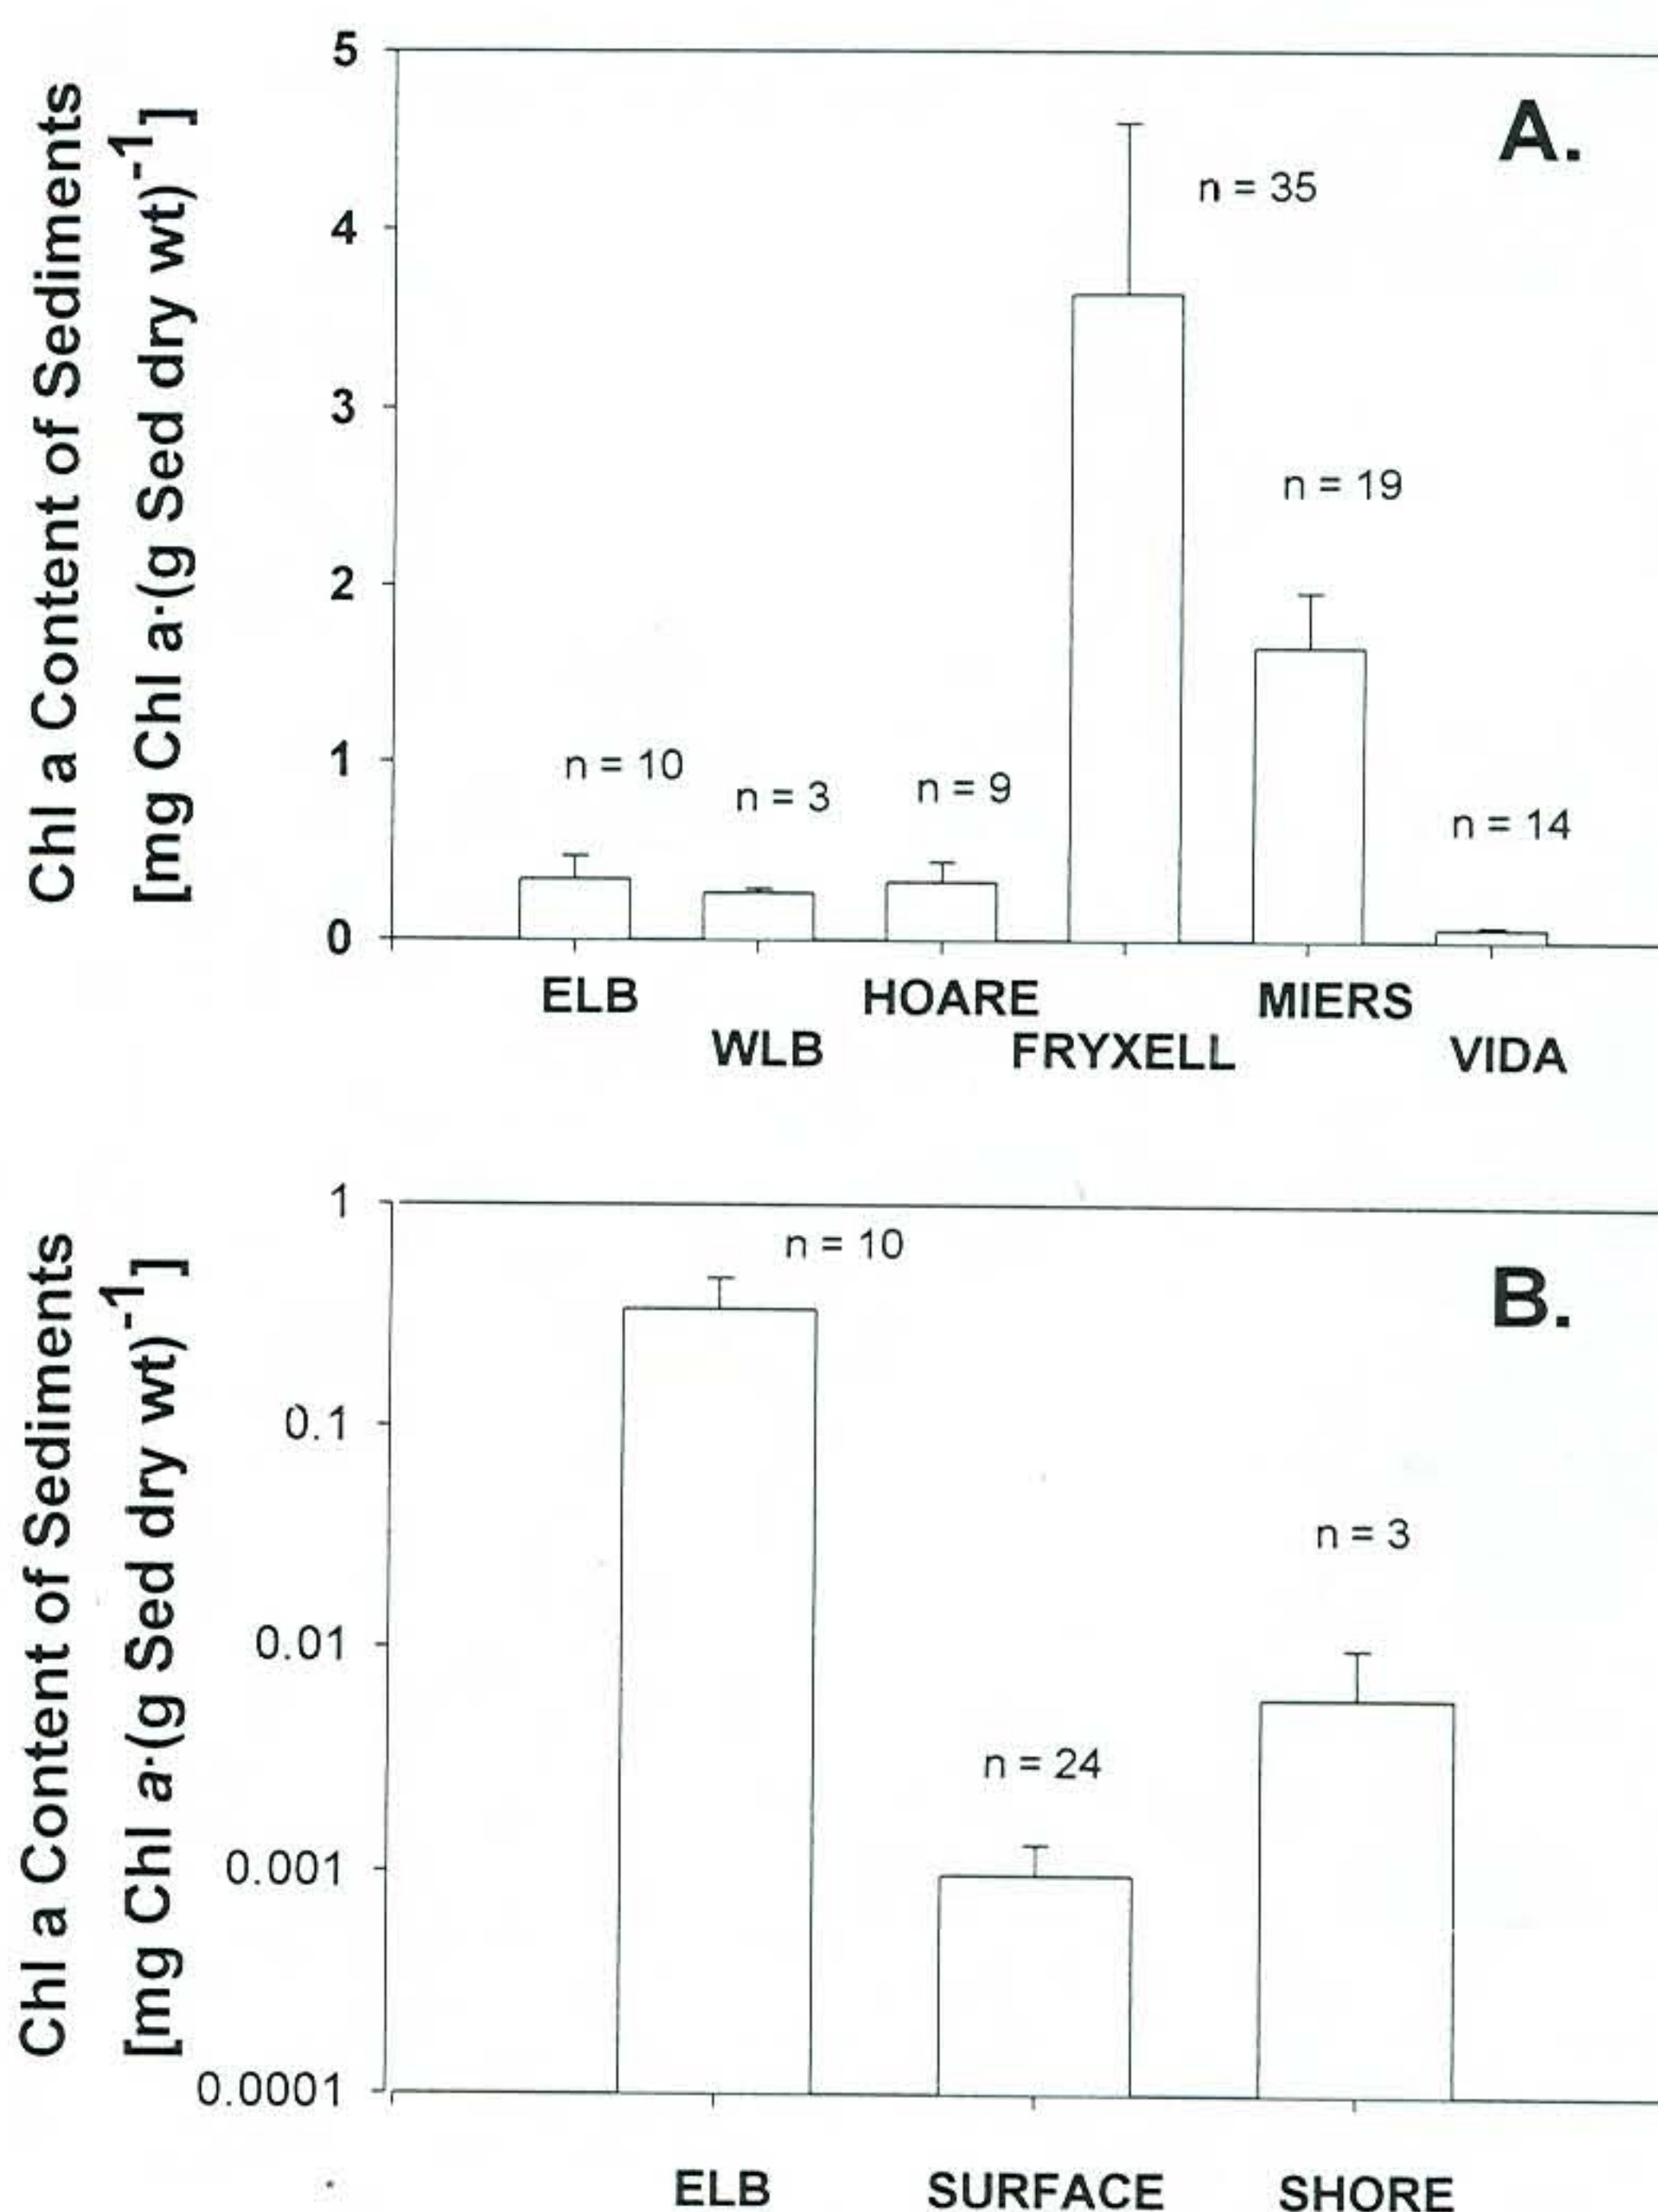 Chl a Content of Sediments
[mg Chl a·(g Sed dry wt)⁻¹]
5
4
3
2
1
0
A.
n = 35
n = 19
n = 10
n = 3
n = 9
n = 14
ELB
WLB
HOARE
FRYXELL
MIERS
VIDA
Chl a Content of Sediments
[mg Chl a·(g Sed dry wt)⁻¹]
1
0.1
0.01
0.001
0.0001
n = 10
B.
n = 3
n = 24
ELB
SURFACE
SHORE